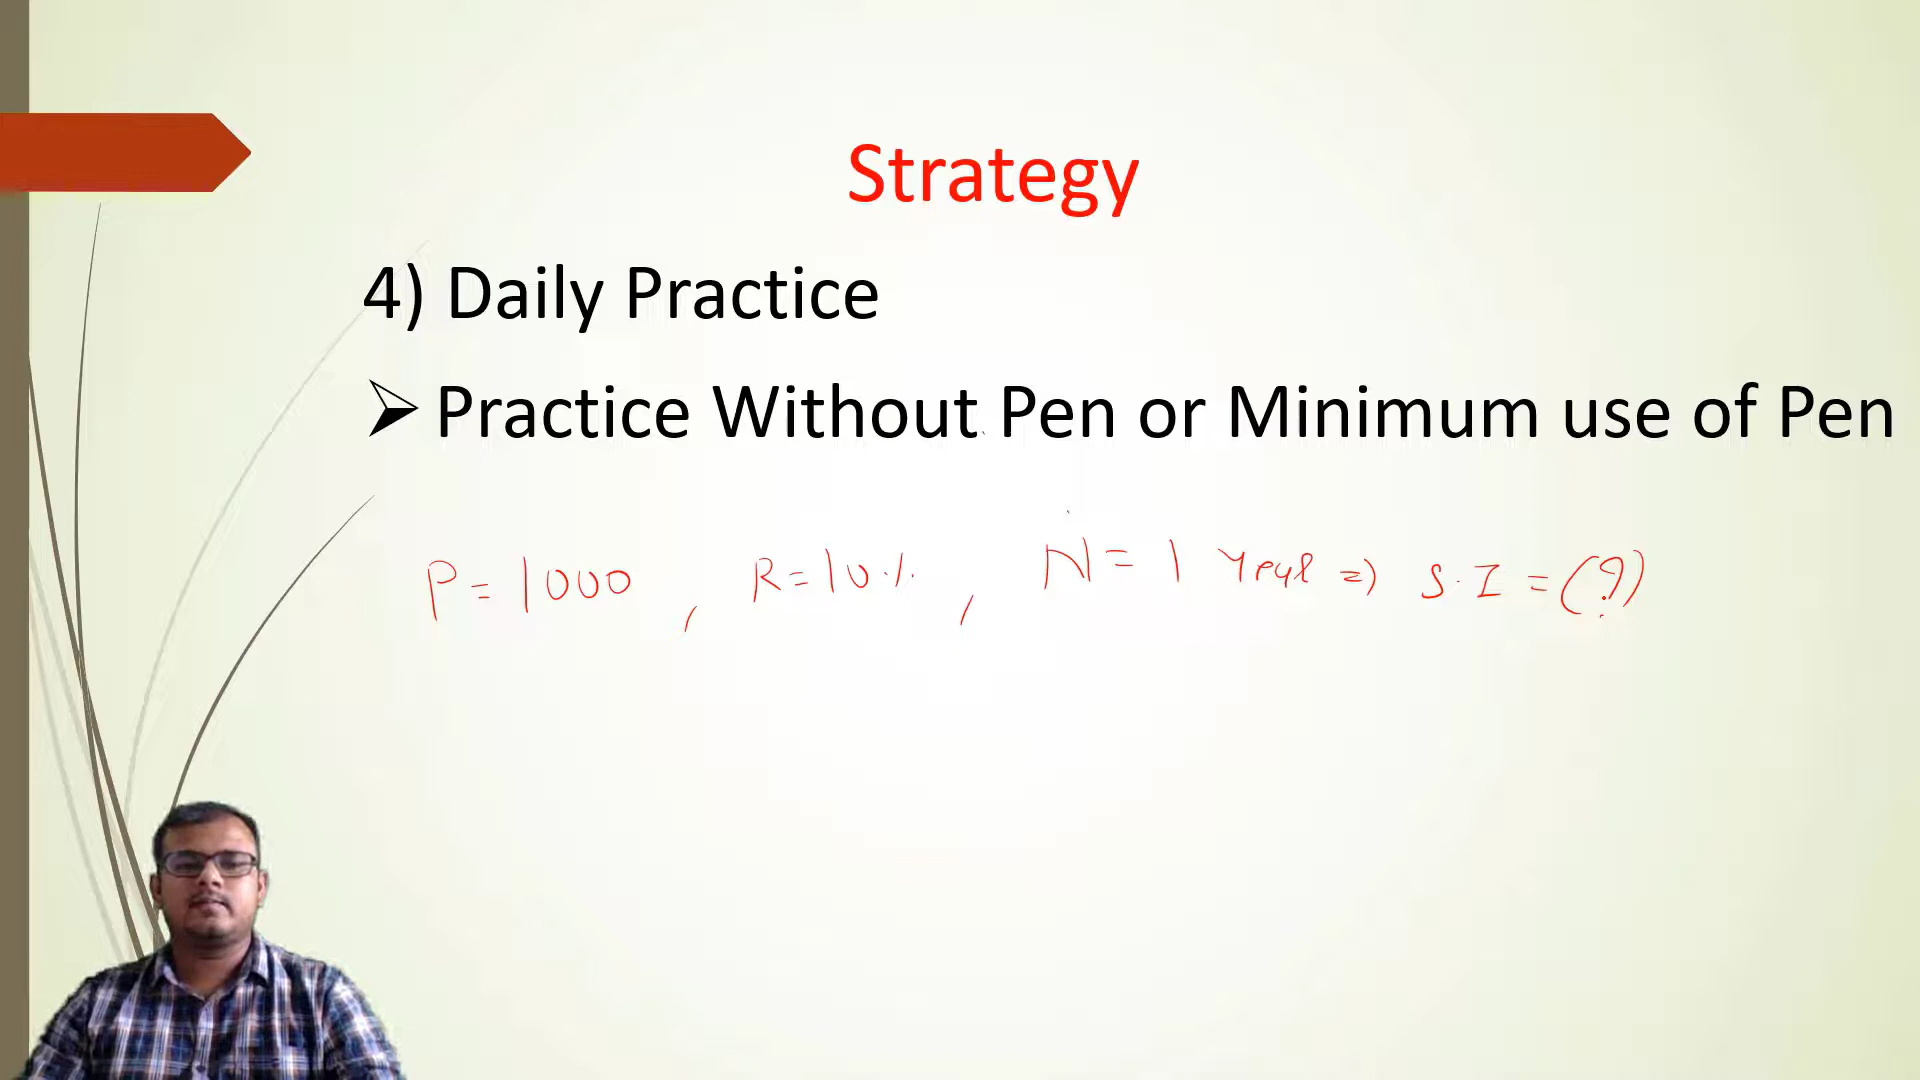 Strategy
4) Daily Practice
➢ Practice Without Pen or Minimum use of Pen
P = 1000 , R = 10% , N = 1 Year => S.I = (?)